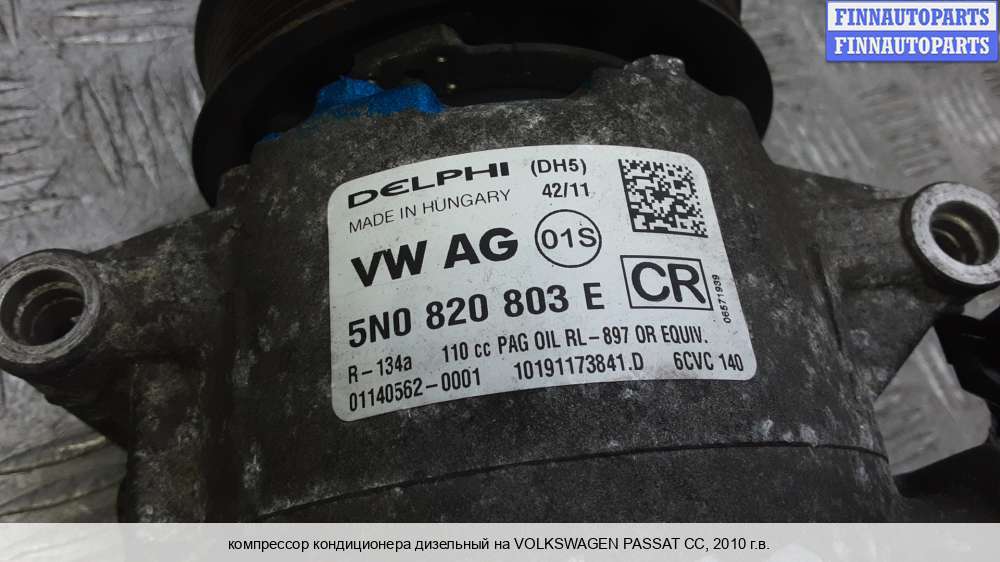 FINNAUTOPARTS
FINNAUTOPARTS
DELPHI (DH5)
MADE IN HUNGARY 42/11
VW AG 01S
5N0 820 803 E CR
06571939
R-134a 110 cc PAG OIL RL-897 OR EQUIV.
01140562-0001 10191173841.D 6CVC 140
компрессор кондиционера дизельный на VOLKSWAGEN PASSAT CC, 2010 г.в.